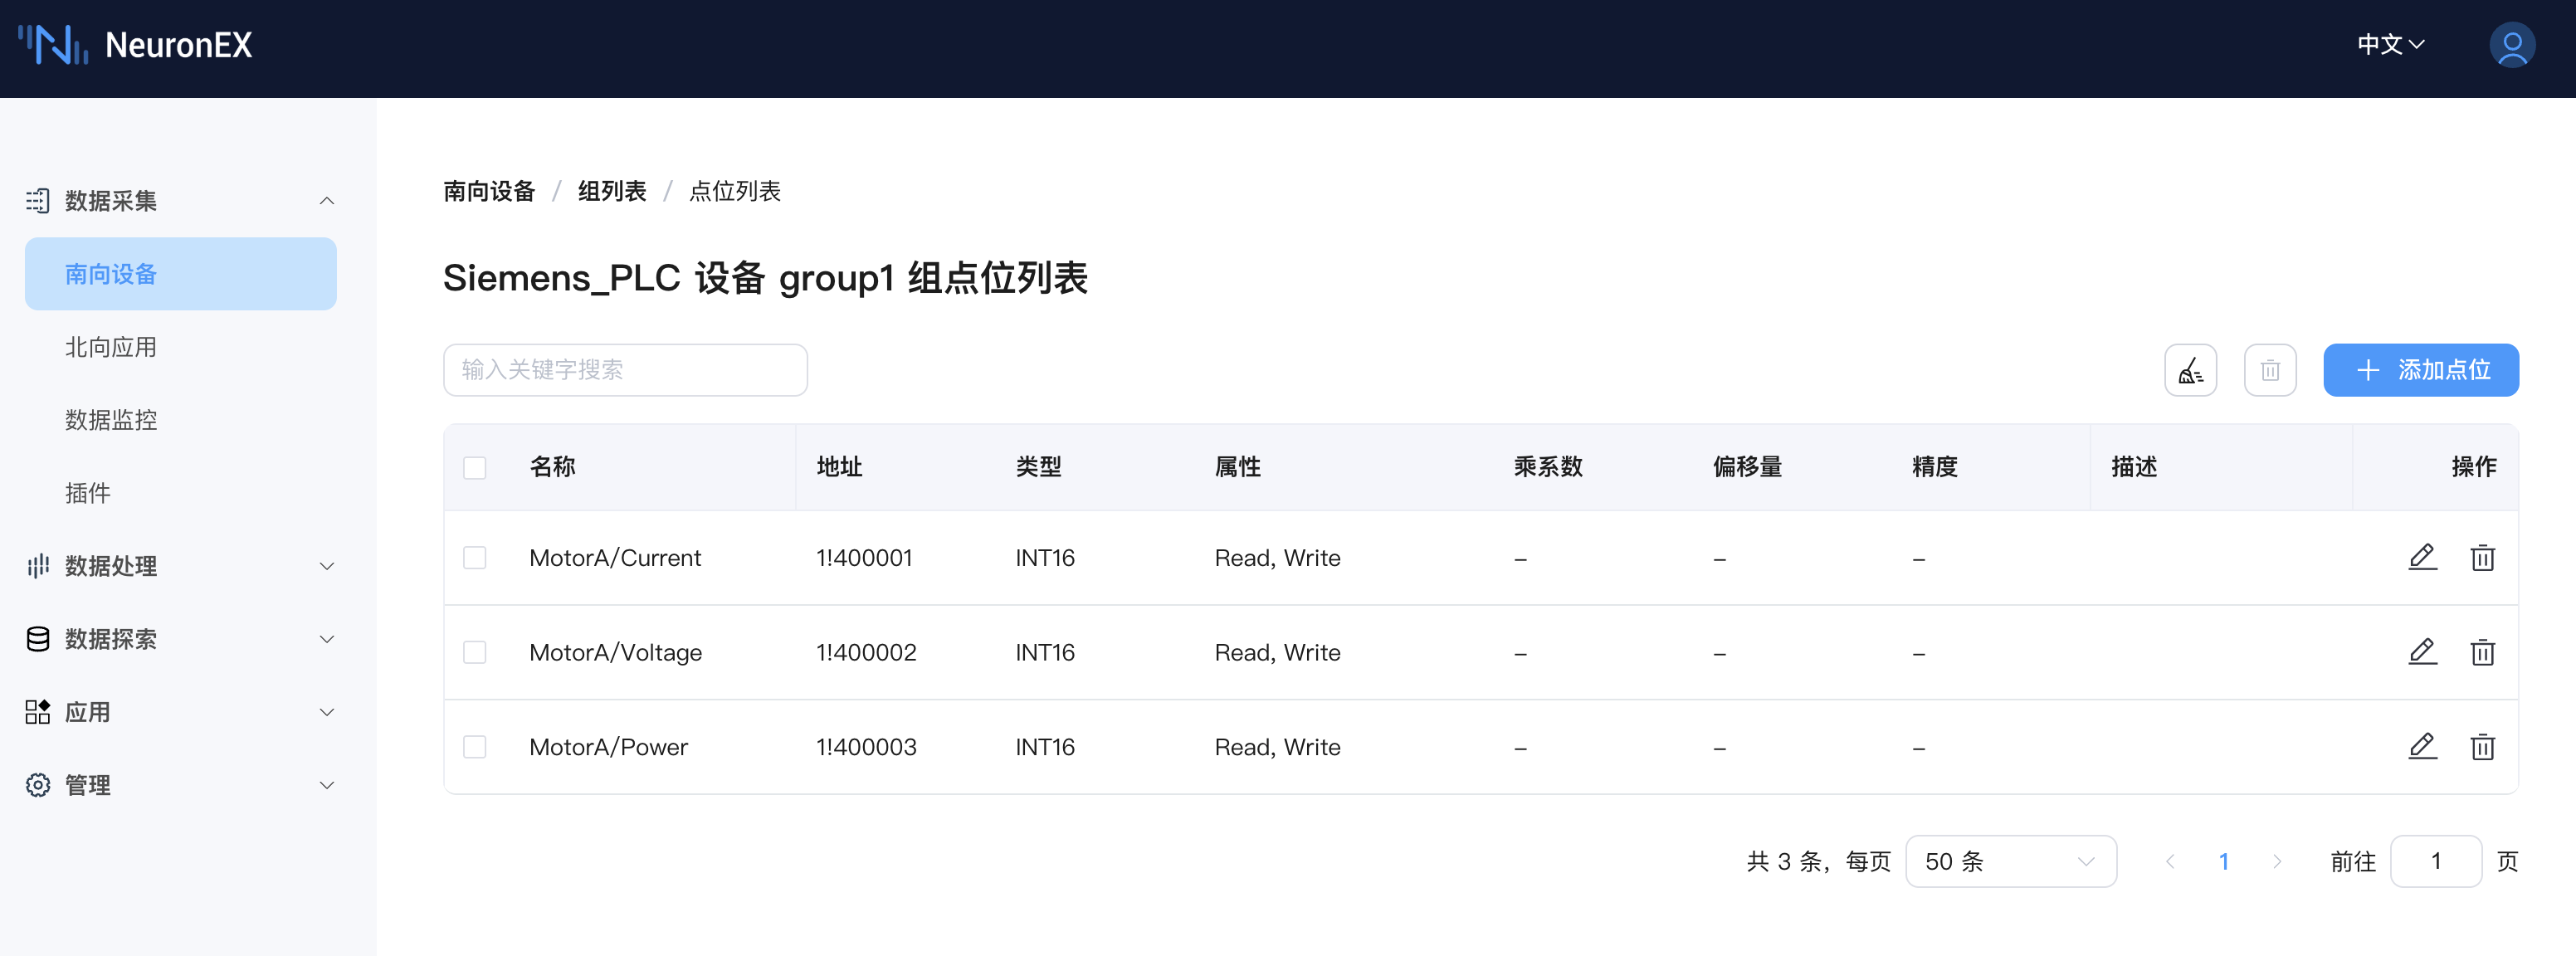 NeuronEX
中文
数据采集
南向设备
北向应用
数据监控
插件
数据处理
数据探索
应用
管理
南向设备 / 组列表 / 点位列表
Siemens_PLC 设备 group1 组点位列表
输入关键字搜索
添加点位
名称 地址 类型 属性 乘系数 偏移量 精度 描述 操作
MotorA/Current 1!400001 INT16 Read, Write – – –
MotorA/Voltage 1!400002 INT16 Read, Write – – –
MotorA/Power 1!400003 INT16 Read, Write – – –
共 3 条，每页 50 条 1 前往 1 页